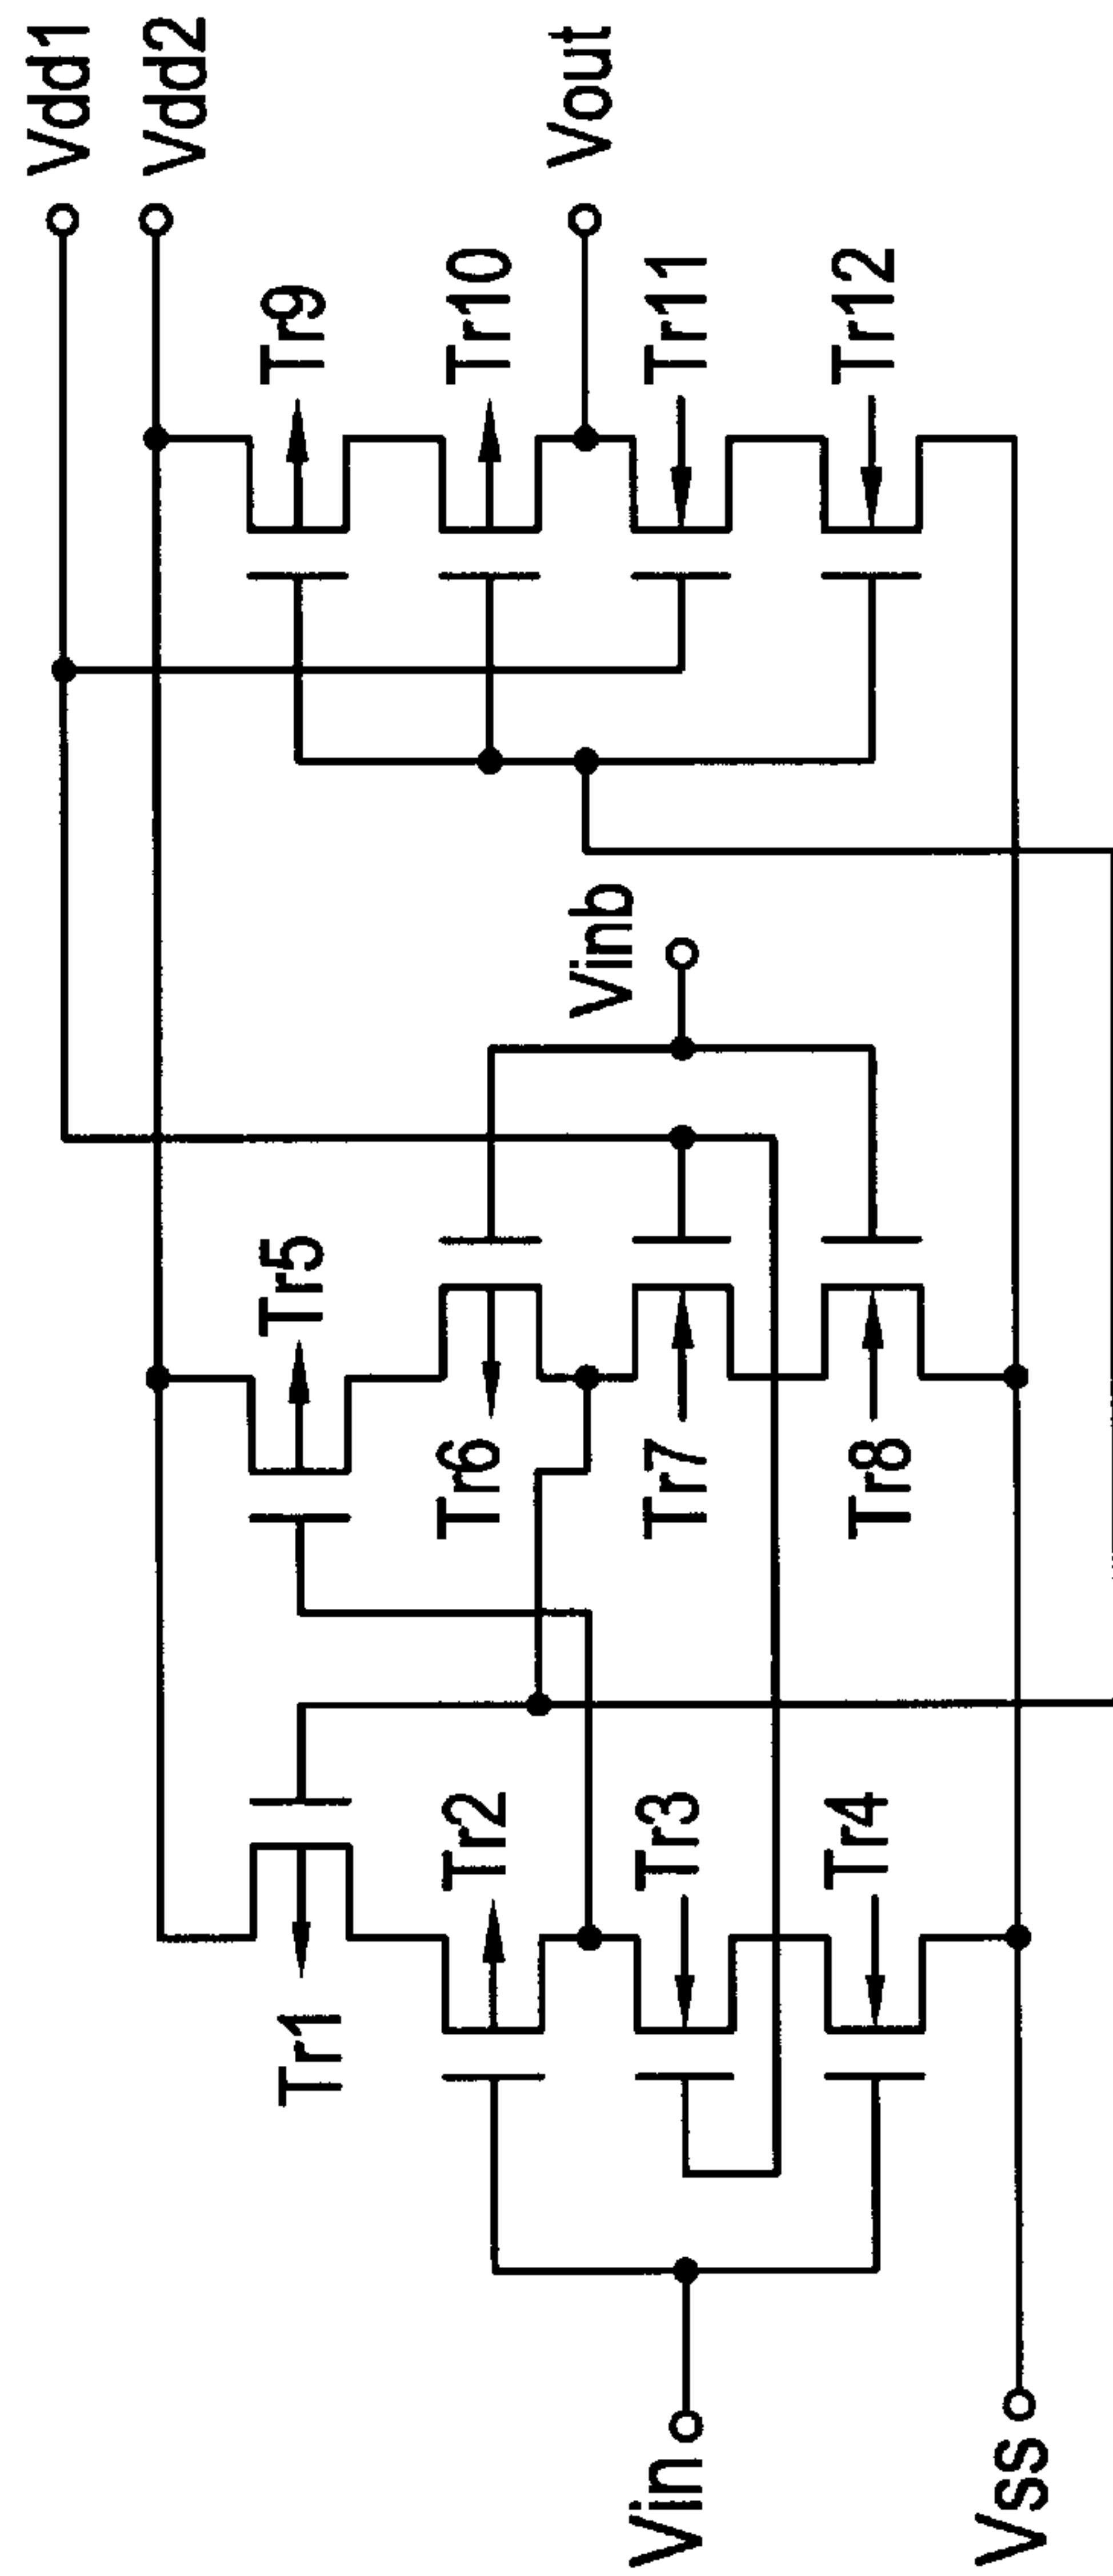 Vdd1
Vdd2
Tr9
Tr5
Tr1
Tr10
Vout
Tr2
Tr6
Vinb
Tr11
Tr3
Tr7
Vin
Tr12
Tr4
Tr8
Vss